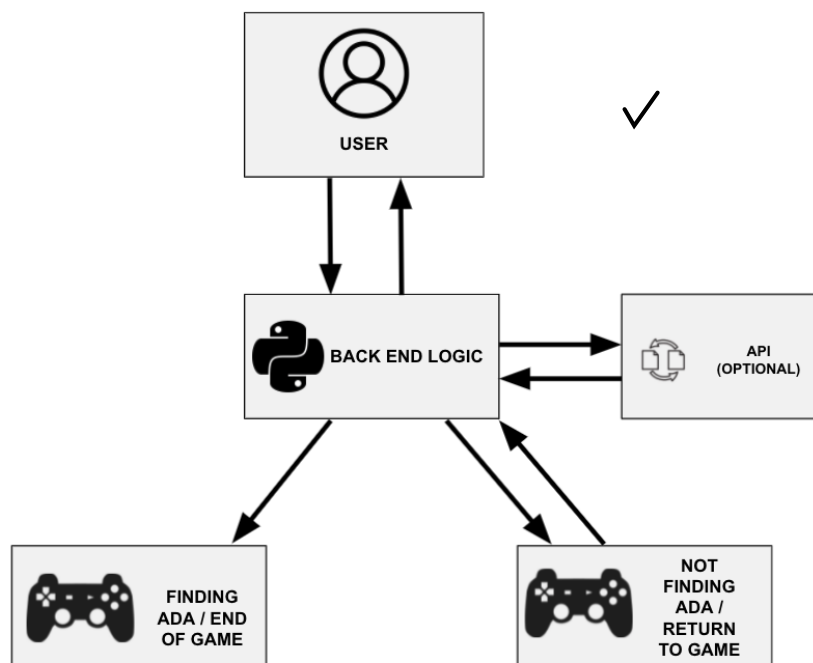 USER
BACK END LOGIC
API
(OPTIONAL)
FINDING
ADA / END
OF GAME
NOT
FINDING
ADA /
RETURN
TO GAME